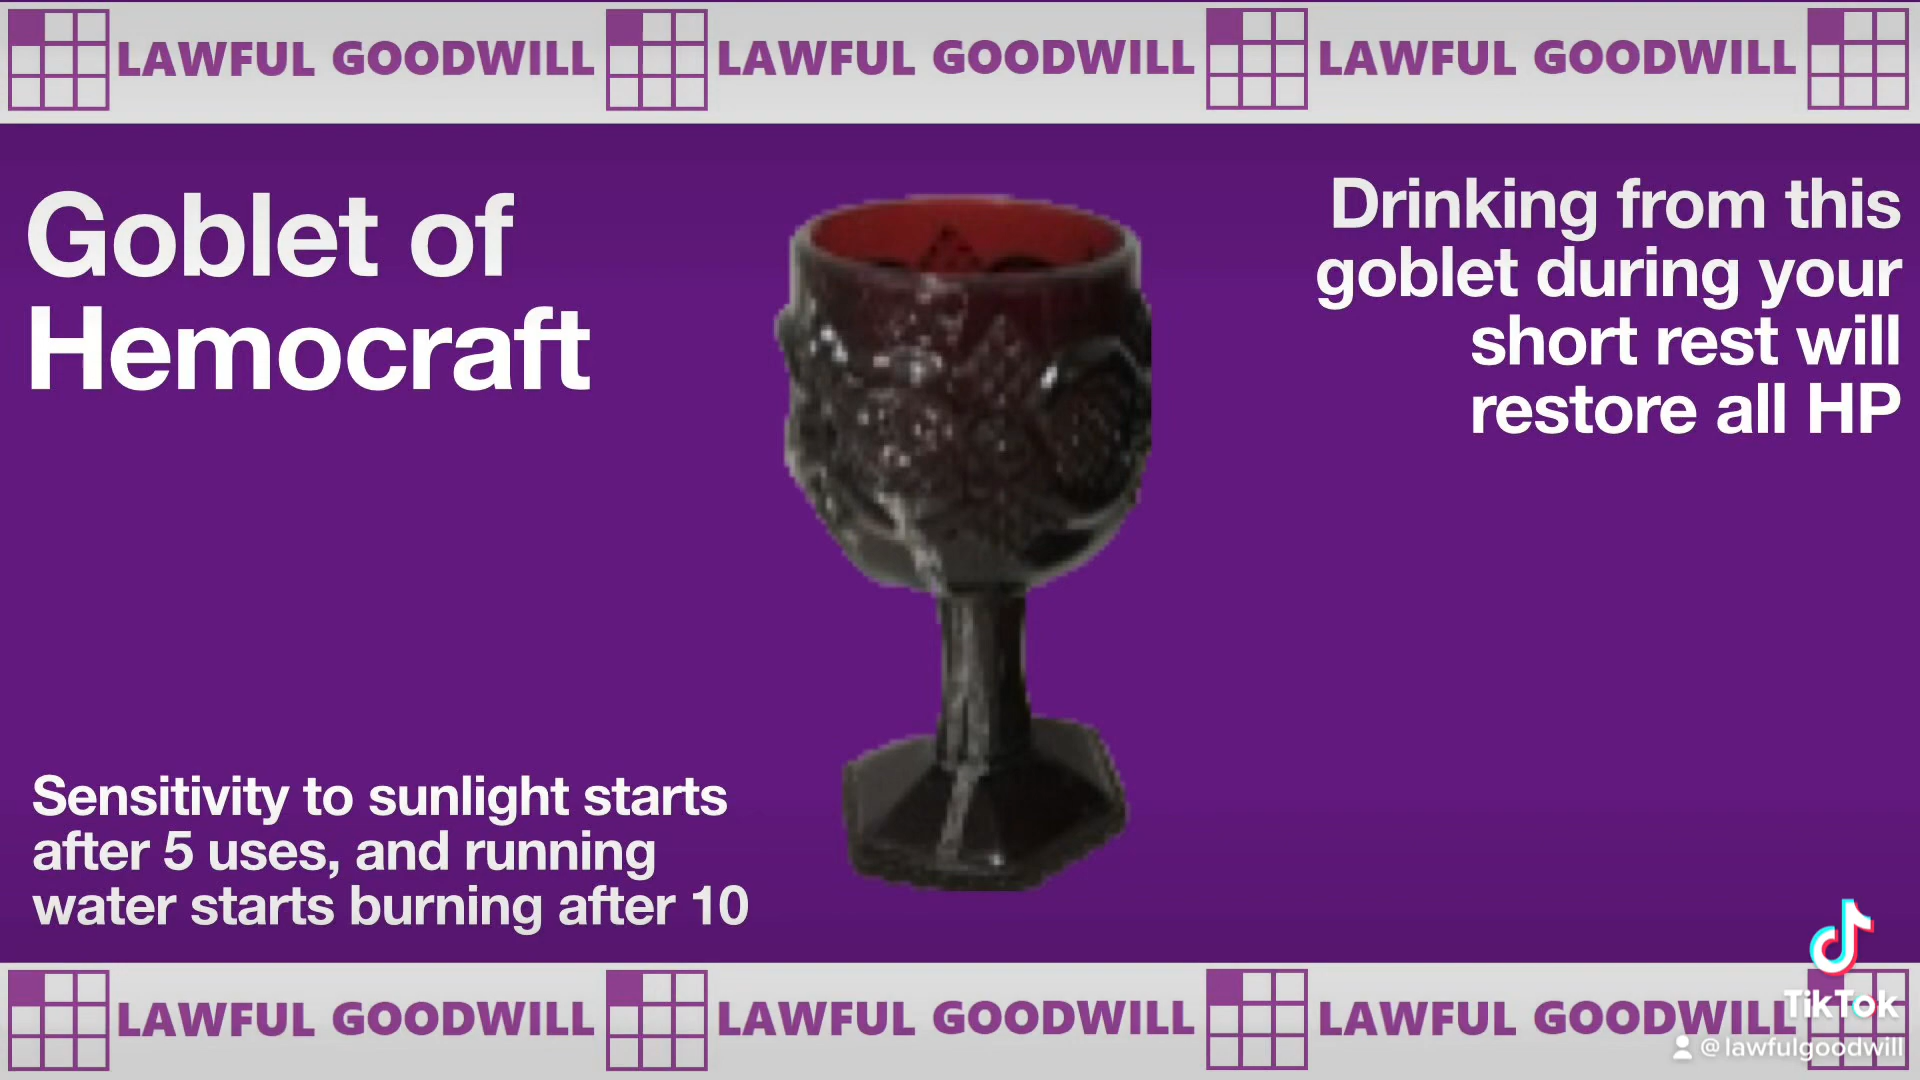 LAWFUL GOODWILL LAWFUL GOODWILL LAWFUL GOODWILL
Goblet of
Hemocraft
Drinking from this
goblet during your
short rest will
restore all HP
Sensitivity to sunlight starts
after 5 uses, and running
water starts burning after 10
LAWFUL GOODWILL LAWFUL GOODWILL LAWFUL GOODWILL
TikTok
@lawfulgoodwill